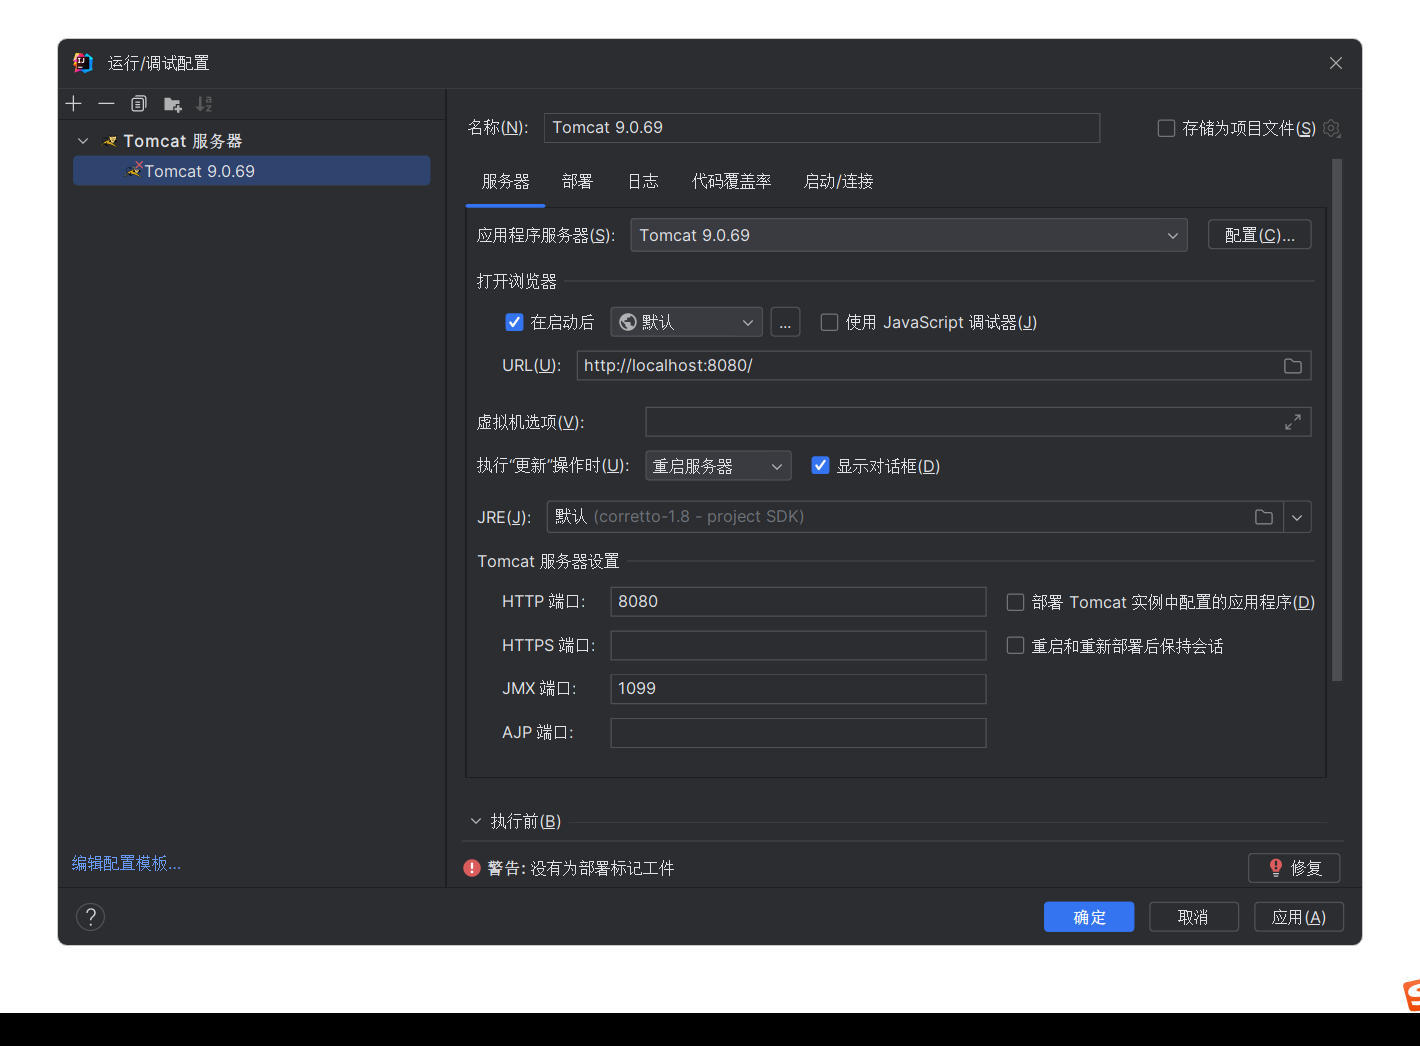 运行/调试配置
Tomcat 服务器
Tomcat 9.0.69
编辑配置模板...
名称(N): Tomcat 9.0.69 存储为项目文件(S)
服务器 部署 日志 代码覆盖率 启动/连接
应用程序服务器(S): Tomcat 9.0.69 配置(C)...
打开浏览器
在启动后 默认 ... 使用 JavaScript 调试器(J)
URL(U): http://localhost:8080/
虚拟机选项(V):
执行“更新”操作时(U): 重启服务器 显示对话框(D)
JRE(J): 默认 (corretto-1.8 - project SDK)
Tomcat 服务器设置
HTTP 端口: 8080 部署 Tomcat 实例中配置的应用程序(D)
HTTPS 端口: 重启和重新部署后保持会话
JMX 端口: 1099
AJP 端口:
执行前(B)
警告: 没有为部署标记工件 修复
? 确定 取消 应用(A)